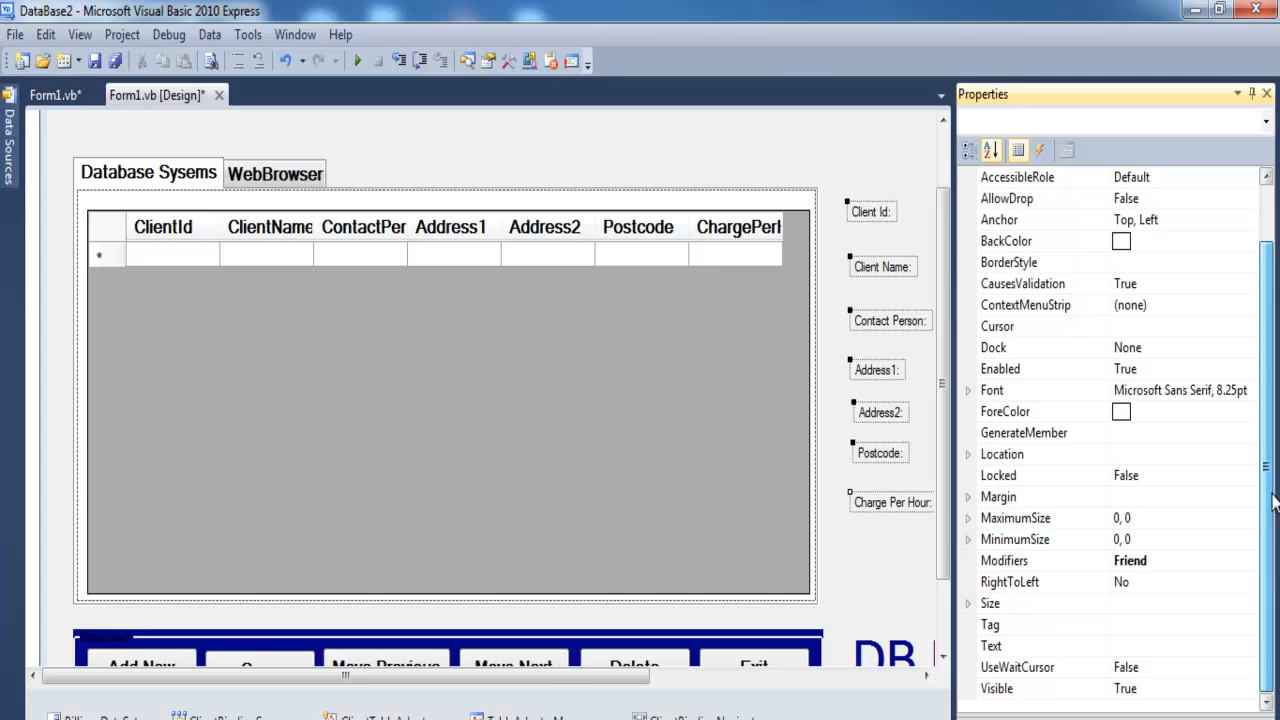 DataBase2 - Microsoft Visual Basic 2010 Express
File Edit View Project Debug Data Tools Window Help
Form1.vb* Form1.vb [Design]*
Data Sources
Database Sysems WebBrowser
ClientId ClientName ContactPer Address1 Address2 Postcode ChargePerH
*
Client Id:
Client Name:
Contact Person:
Address1:
Address2:
Postcode:
Charge Per Hour:
Add New Move Previous Move Next Delete Exit
DB
Properties
AccessibleRole Default
AllowDrop False
Anchor Top, Left
BackColor
BorderStyle
CausesValidation True
ContextMenuStrip (none)
Cursor
Dock None
Enabled True
Font Microsoft Sans Serif, 8.25pt
ForeColor
GenerateMember
Location
Locked False
Margin
MaximumSize 0, 0
MinimumSize 0, 0
Modifiers Friend
RightToLeft No
Size
Tag
Text
UseWaitCursor False
Visible True